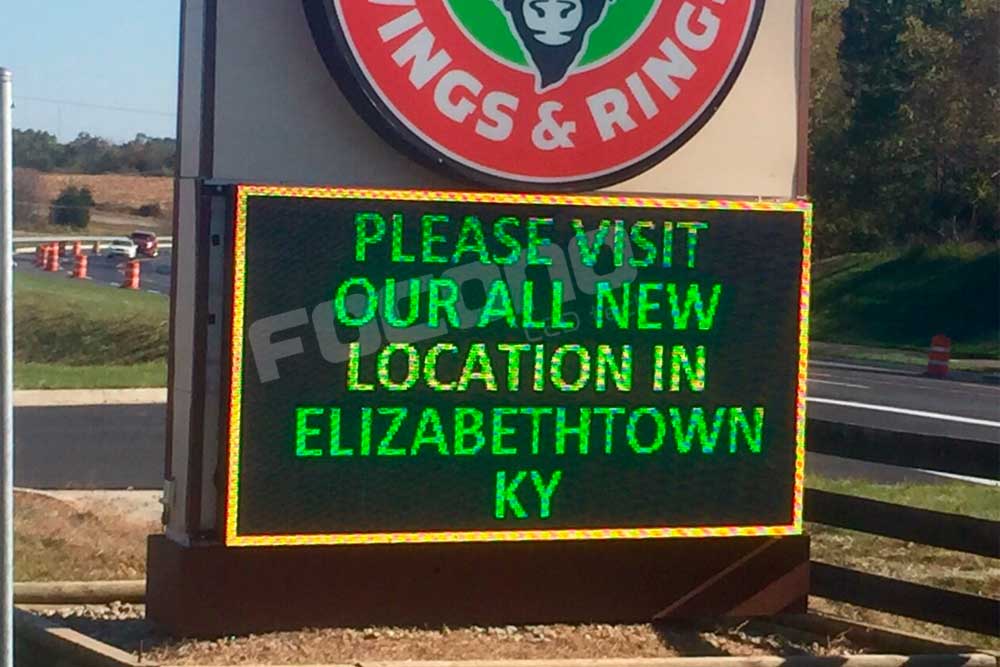 WINGS & RINGS
PLEASE VISIT
OUR ALL NEW
LOCATION IN
ELIZABETHTOWN
KY